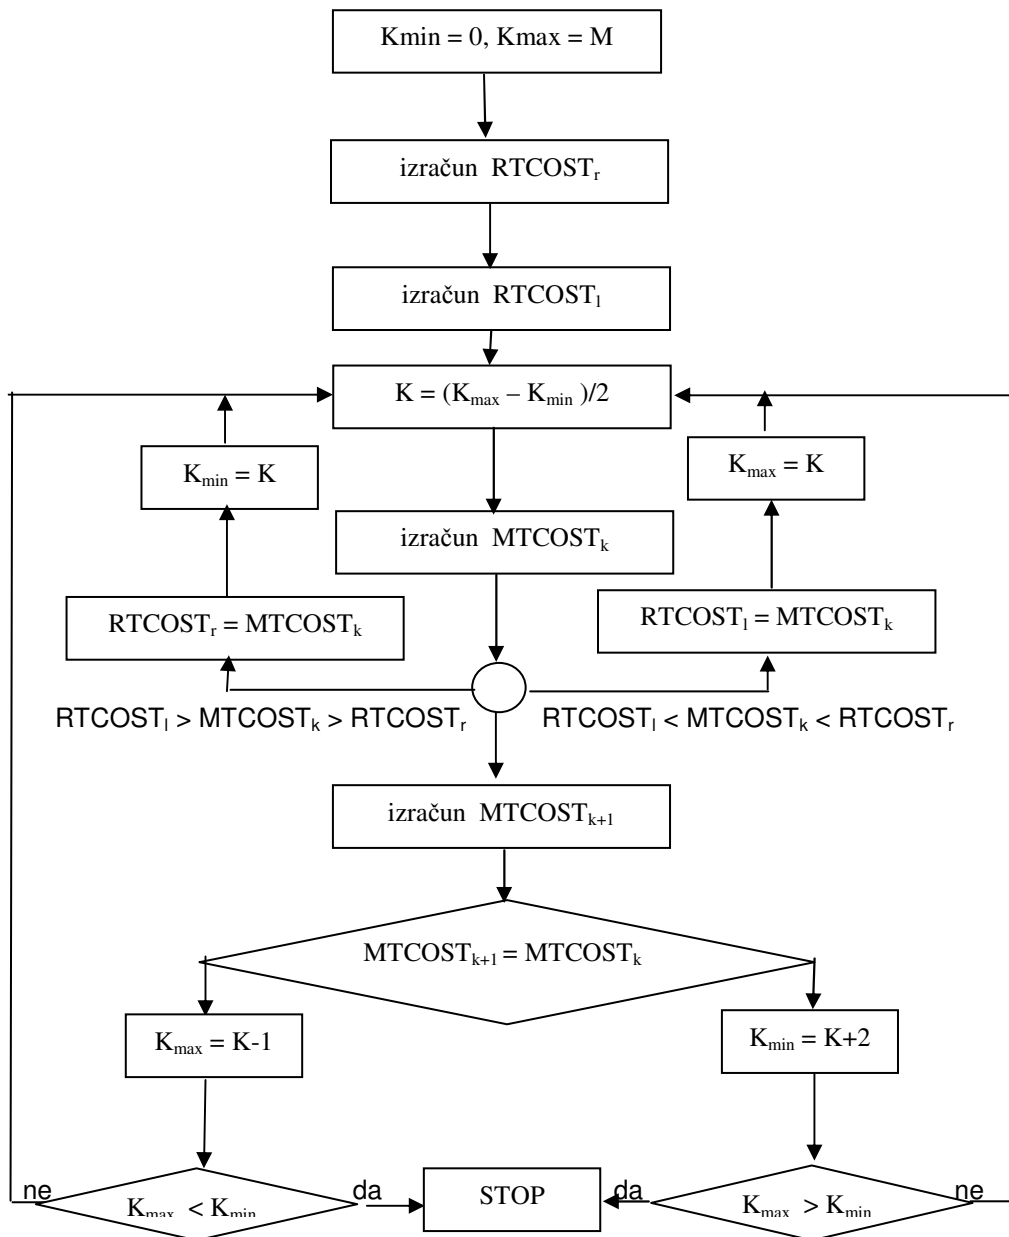 Kmin = 0, Kmax = M
izračun RTCOSTr
izračun RTCOSTl
K = (Kmax – Kmin )/2
Kmin = K
Kmax = K
izračun MTCOSTk
RTCOSTr = MTCOSTk
RTCOSTl = MTCOSTk
RTCOSTl > MTCOSTk > RTCOSTr
RTCOSTl < MTCOSTk < RTCOSTr
izračun MTCOSTk+1
MTCOSTk+1 = MTCOSTk
Kmax = K-1
Kmin = K+2
ne
Kmax < Kmin
da
STOP
da
Kmax > Kmin
ne